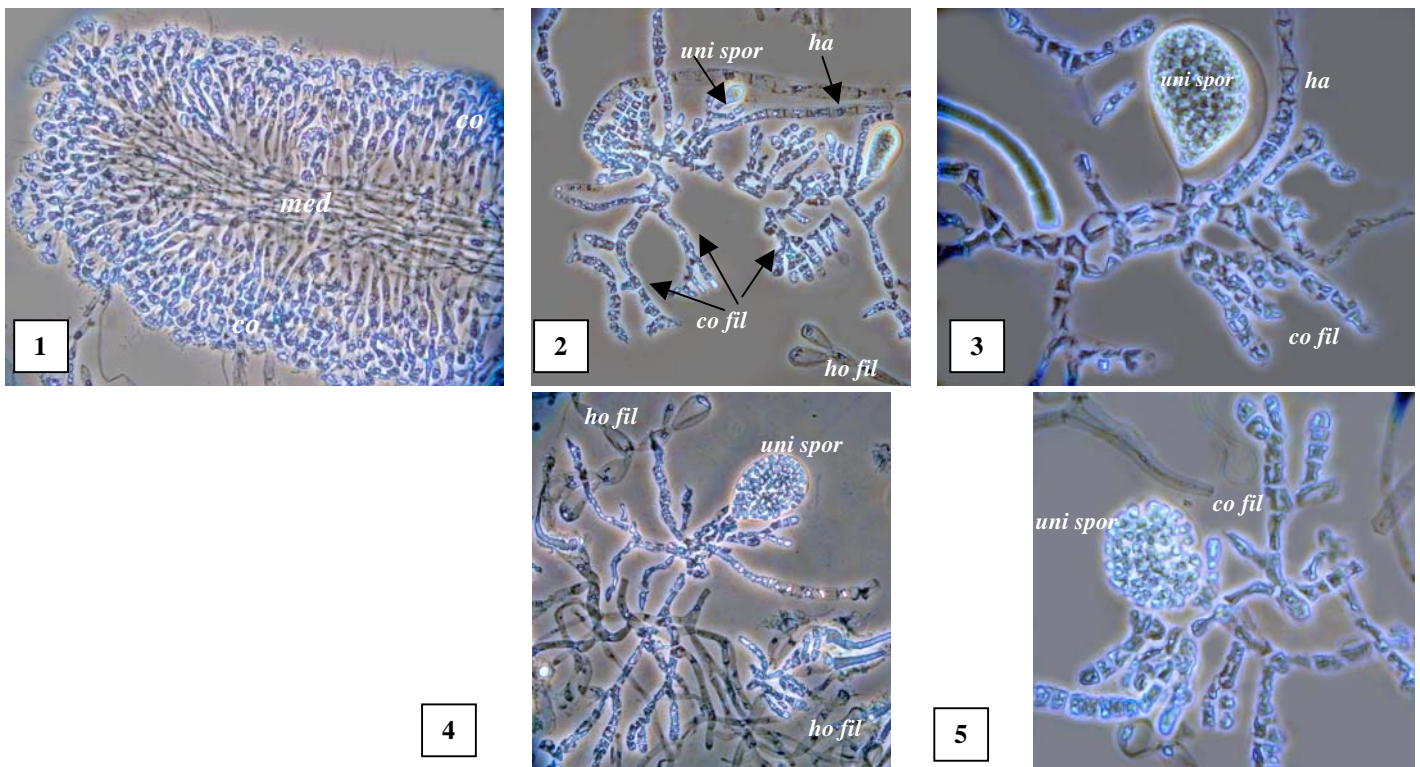 co
med
co
1
uni spor
ha
co fil
ho fil
2
uni spor
ha
co fil
3
ho fil
uni spor
ho fil
4
co fil
uni spor
5